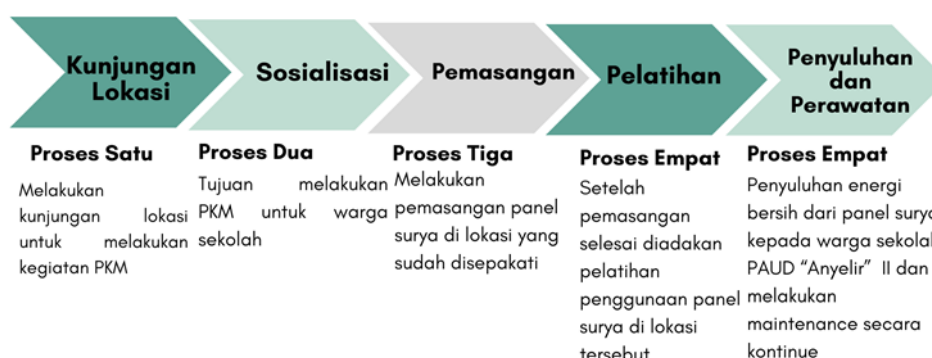 Kunjungan
Lokasi
Sosialisasi
Pemasangan
Pelatihan
Penyuluhan
dan
Perawatan
Proses Satu
Melakukan
kunjungan lokasi
untuk melakukan
kegiatan PKM
Proses Dua
Tujuan melakukan
PKM untuk warga
sekolah
Proses Tiga
Melakukan
pemasangan panel
surya di lokasi yang
sudah disepakati
Proses Empat
Setelah
pemasangan
selesai diadakan
pelatihan
penggunaan panel
surya di lokasi
tersebut
Proses Empat
Penyuluhan energi
bersih dari panel surya
kepada warga sekolah
PAUD “Anyelir” II dan
melakukan
maintenance secara
kontinue